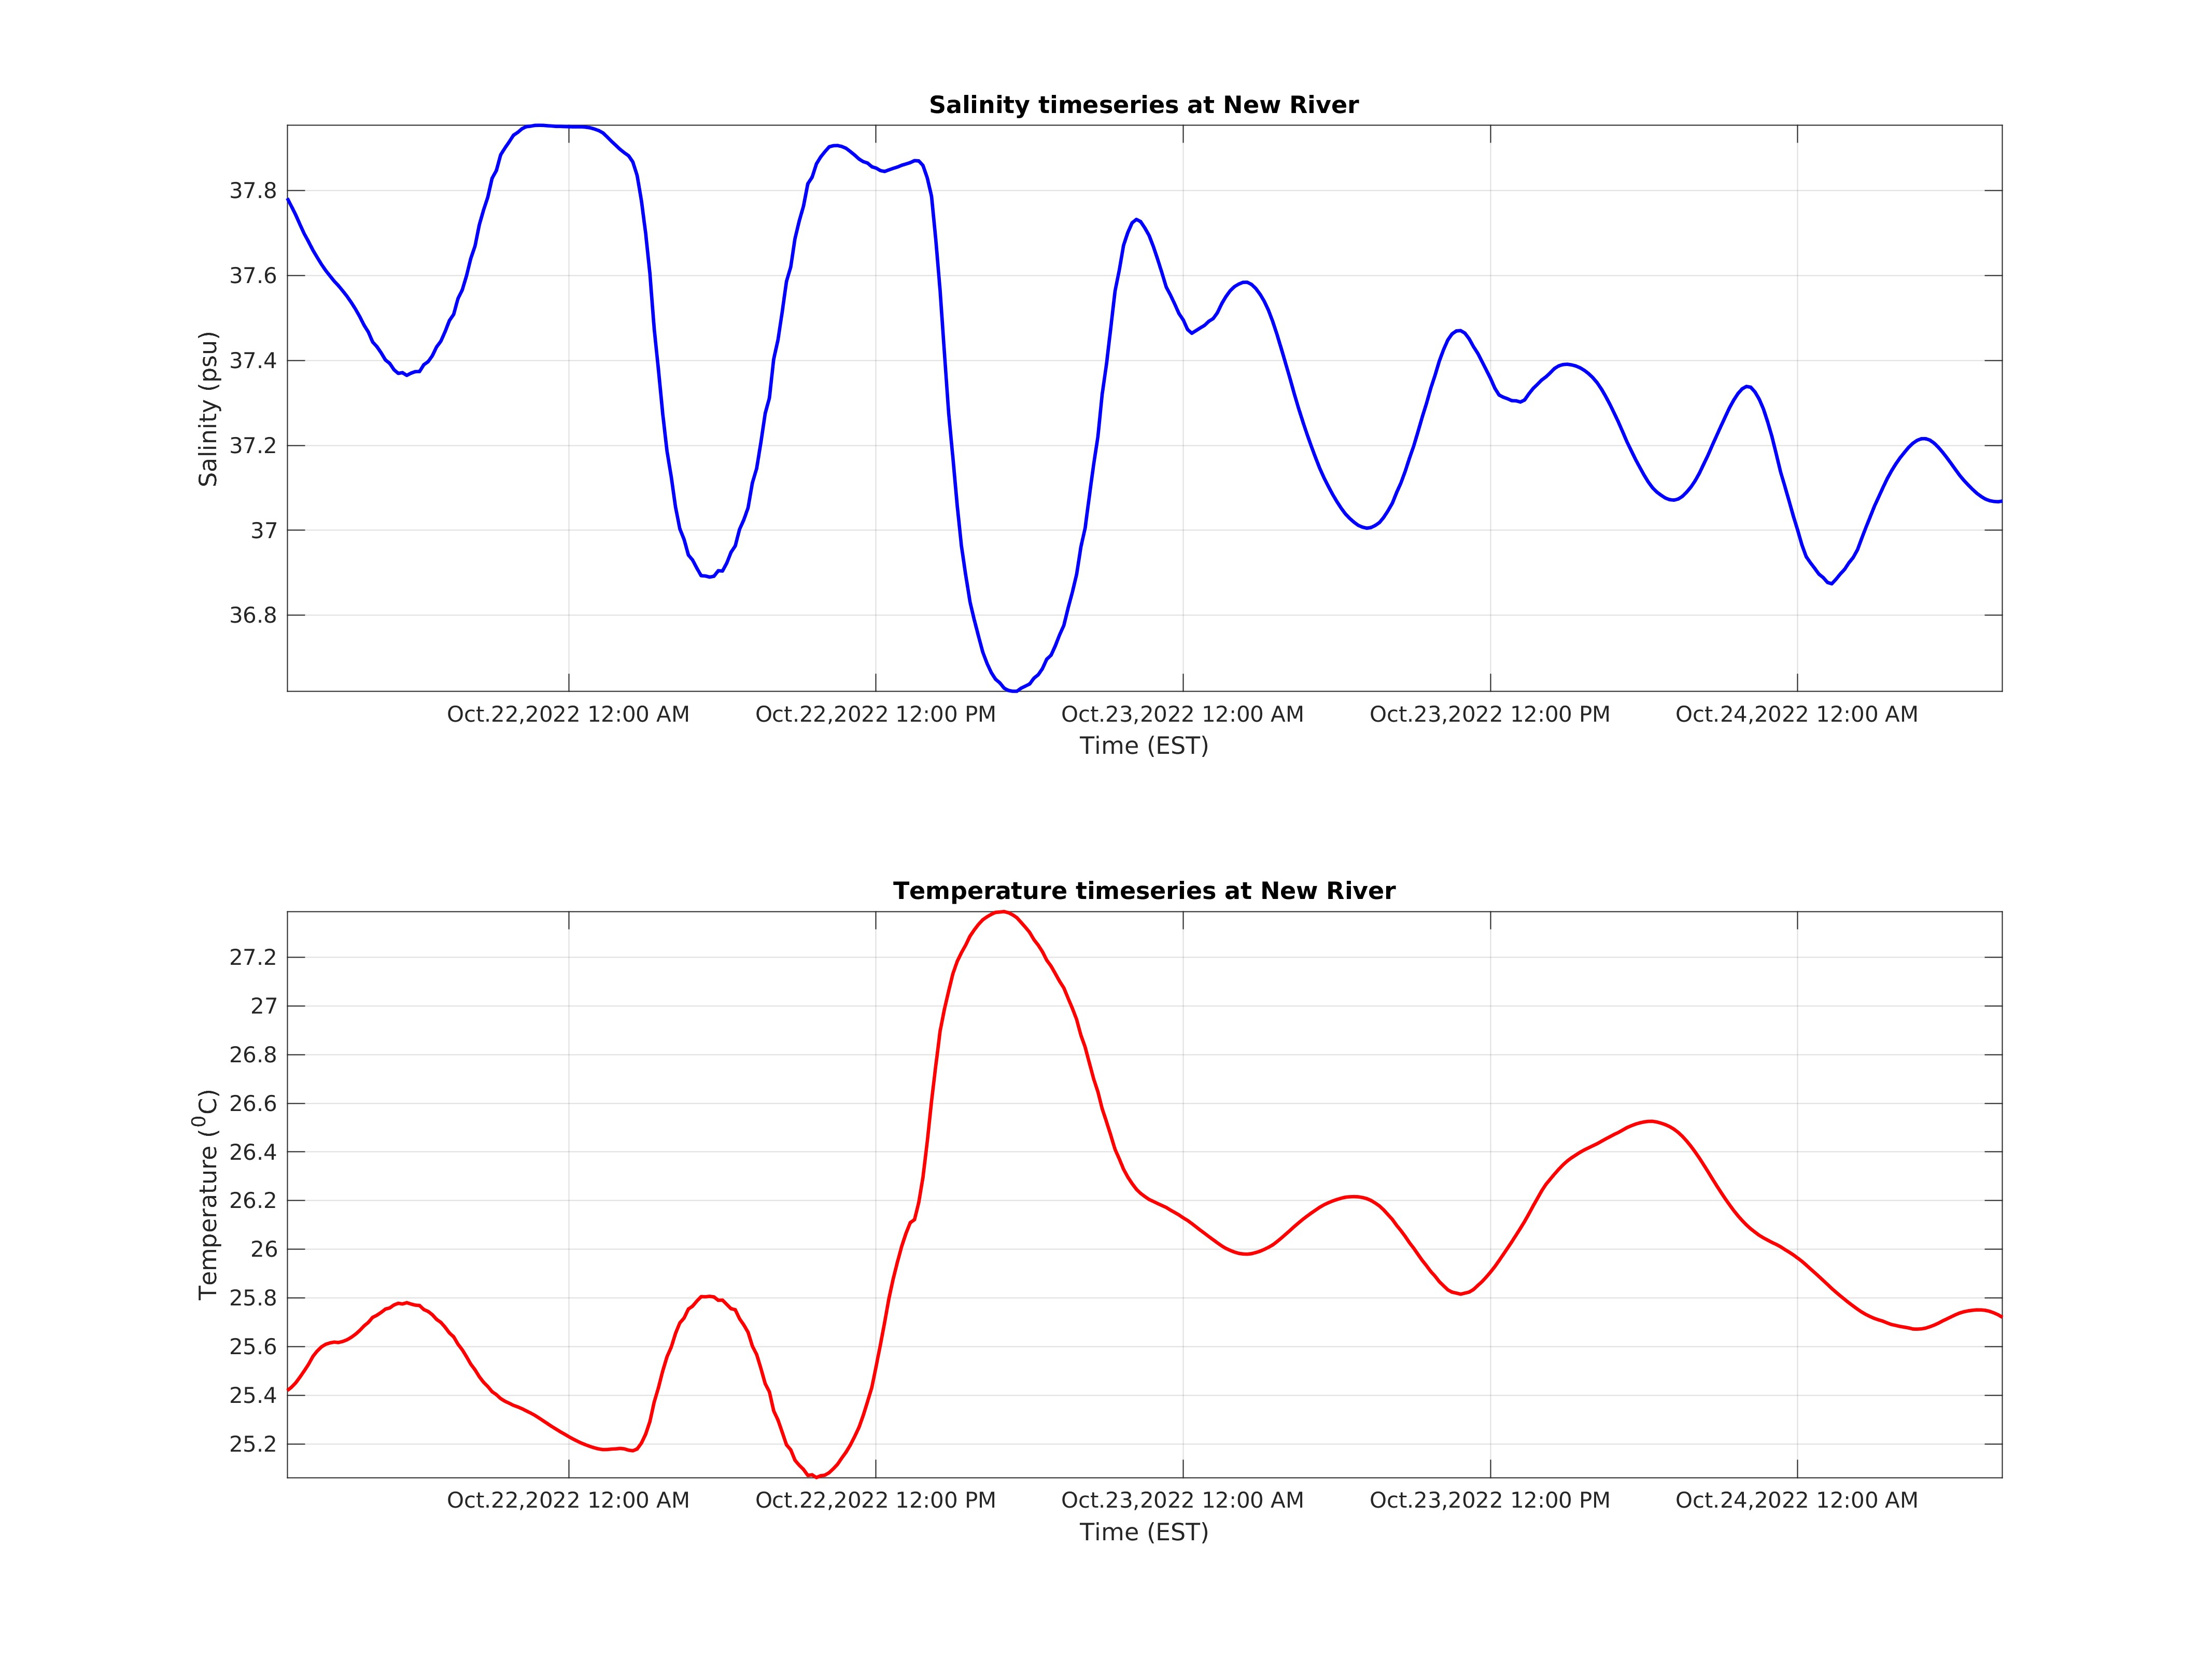 Salinity timeseries at New River
Salinity (psu)
37.8
37.6
37.4
37.2
37
36.8
Oct.22,2022 12:00 AM Oct.22,2022 12:00 PM Oct.23,2022 12:00 AM Oct.23,2022 12:00 PM Oct.24,2022 12:00 AM
Time (EST)
Temperature timeseries at New River
Temperature (⁰C)
27.2
27
26.8
26.6
26.4
26.2
26
25.8
25.6
25.4
25.2
Oct.22,2022 12:00 AM Oct.22,2022 12:00 PM Oct.23,2022 12:00 AM Oct.23,2022 12:00 PM Oct.24,2022 12:00 AM
Time (EST)